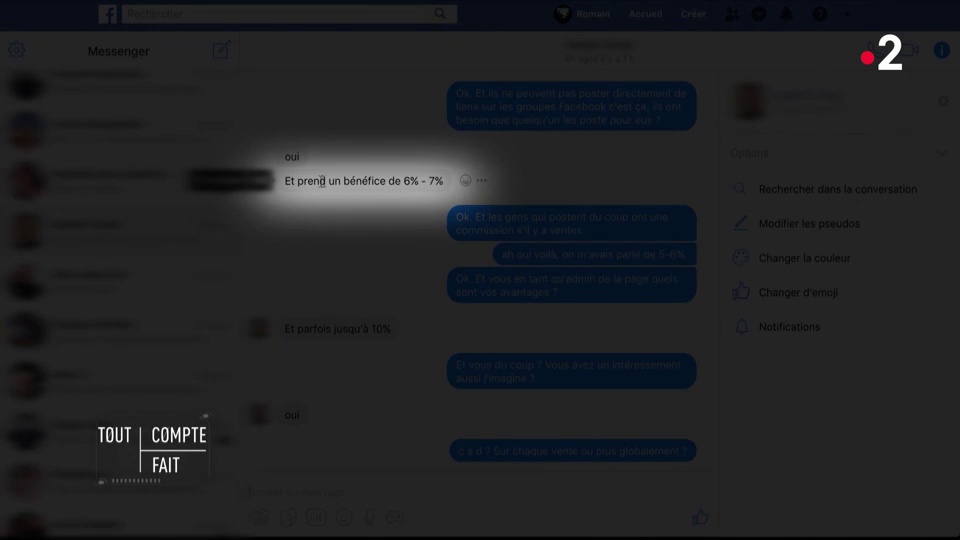 Rechercher
Romain
Accueil
Créer
2
Messenger
Ok. Et ils ne peuvent pas poster directement de
liens sur les groupes Facebook c'est ça, ils ont
besoin que quelqu'un les poste pour eux ?
oui
Et prend un bénéfice de 6% - 7%
Ok. Et les gens qui postent du coup ont une
commission s'il y a ventes.
ah oui voilà, on m'avais parlé de 5-6%
Ok. Et vous en tant qu'admin de la page quels
sont vos avantages ?
Et parfois jusqu'à 10%
Et vous du coup ? Vous avez un intéressement
aussi j'imagine ?
oui
c a d ? Sur chaque vente ou plus globalement ?
Options
Rechercher dans la conversation
Modifier les pseudos
Changer la couleur
Changer d'emoji
Notifications
TOUT COMPTE
FAIT